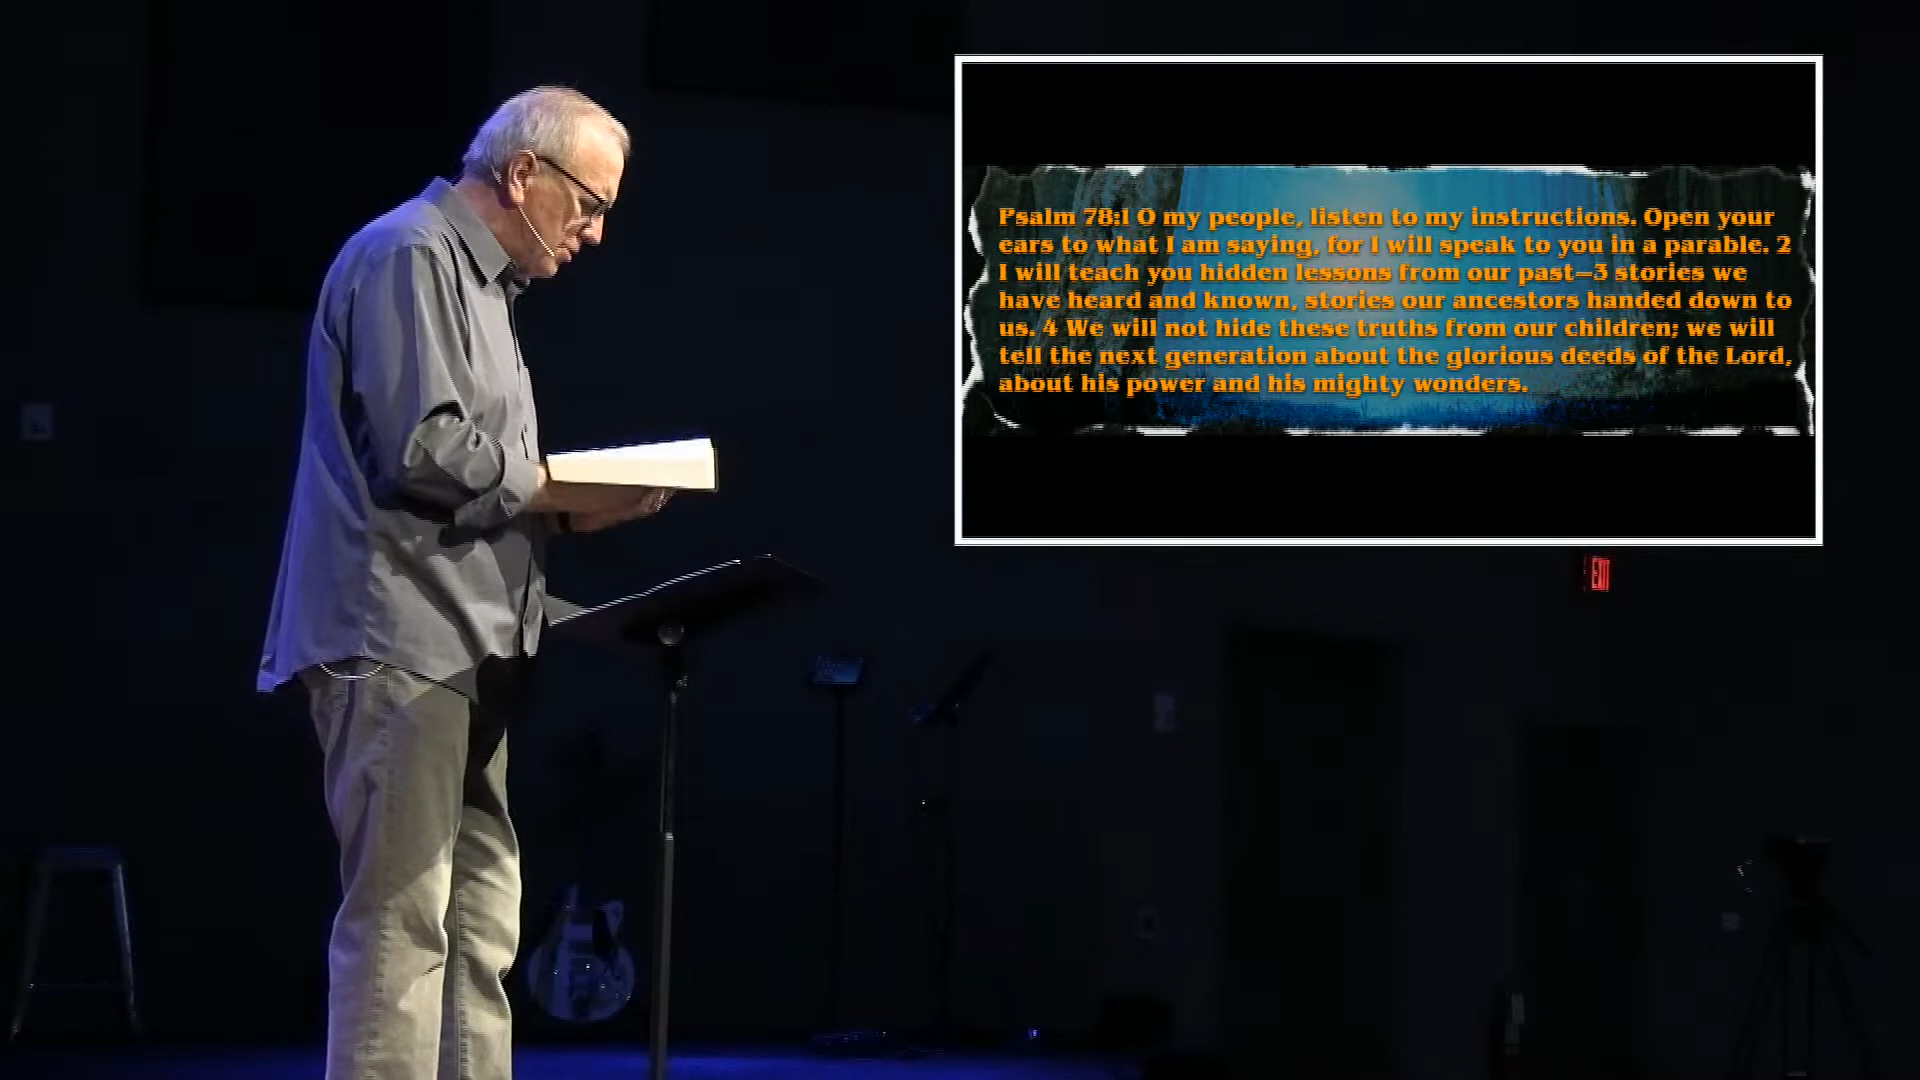 Psalm 78:1 O my people, listen to my instructions. Open your
ears to what I am saying, for I will speak to you in a parable. 2
I will teach you hidden lessons from our past—3 stories we
have heard and known, stories our ancestors handed down to
us. 4 We will not hide these truths from our children; we will
tell the next generation about the glorious deeds of the Lord,
about his power and his mighty wonders.
EXIT